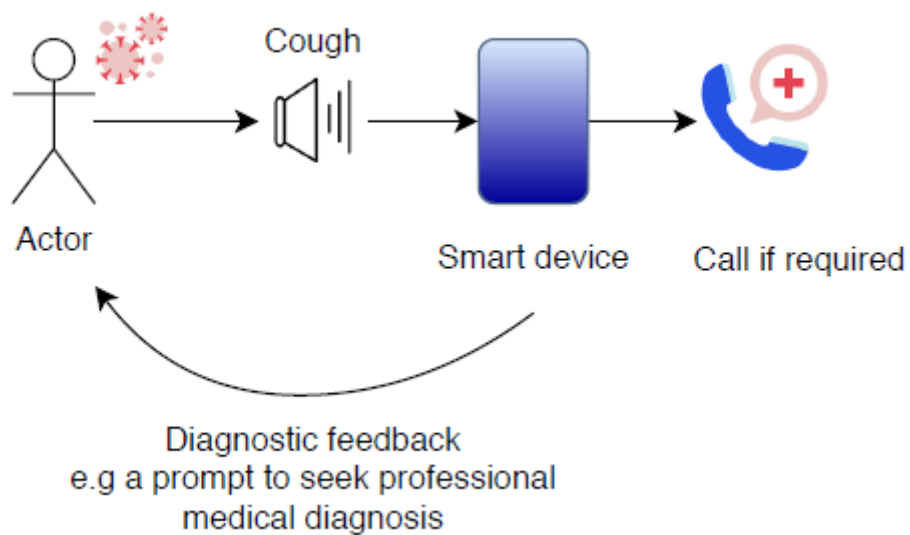 Cough
Actor
Smart device
Call if required
Diagnostic feedback
e.g a prompt to seek professional
medical diagnosis